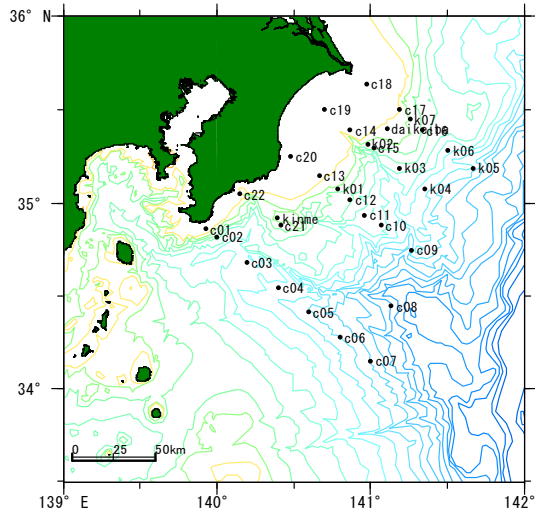 36° N
c18
c19
c17
k07
c14
daikokuba
c16
k02
c15
k06
c20
k03
k05
c13
k01
k04
c22
c12
35°
kinme
c11
c21
c10
c01
c02
c09
c03
c04
c08
c05
c06
c07
34°
0 25 50km
139° E 140° 141° 142°